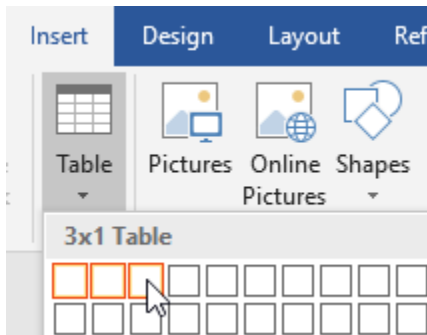 Insert Design Layout Ref
Table Pictures Online Shapes
Pictures
3x1 Table